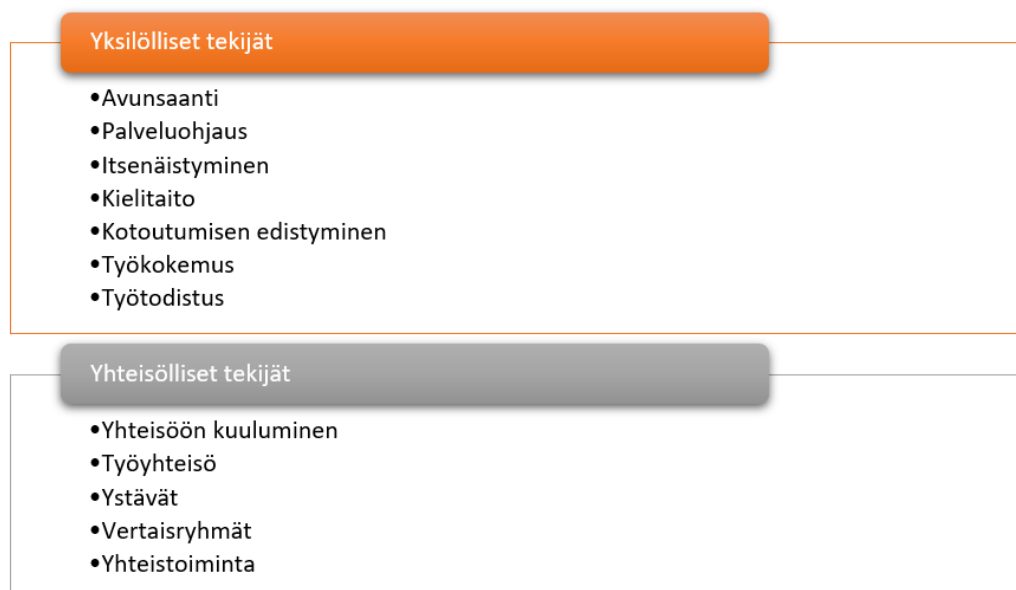 Yksilölliset tekijät
•Avunsaanti
•Palveluohjaus
•Itsenäistyminen
•Kielitaito
•Kotoutumisen edistyminen
•Työkokemus
•Työtodistus
Yhteisölliset tekijät
•Yhteisöön kuuluminen
•Työyhteisö
•Ystävät
•Vertaisryhmät
•Yhteistoiminta